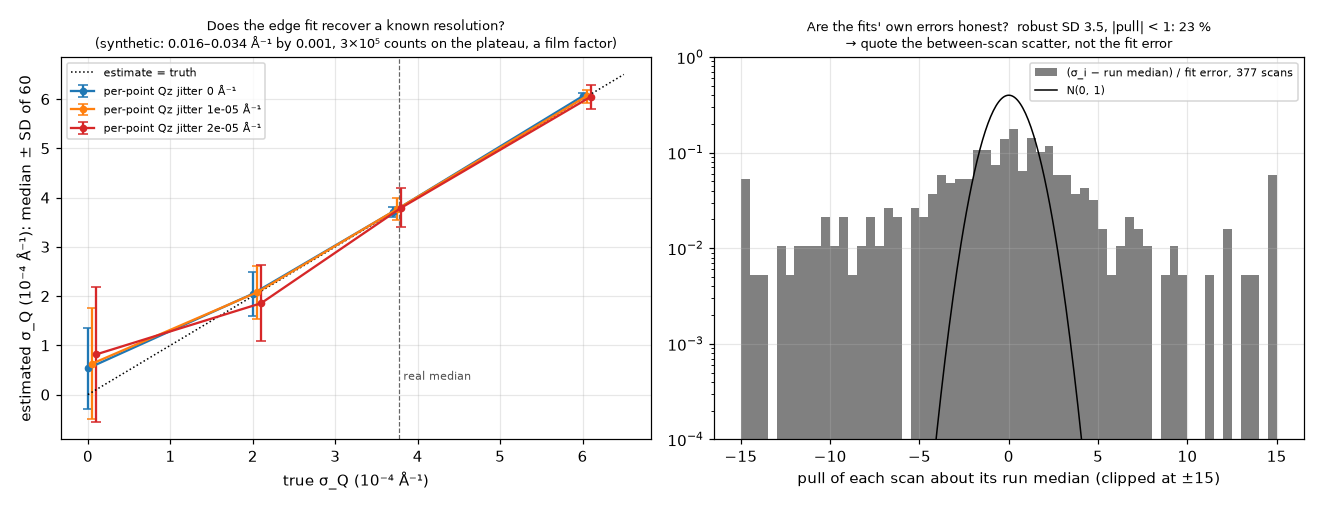 Does the edge fit recover a known resolution?
(synthetic: 0.016–0.034 Å⁻¹ by 0.001, 3×10⁵ counts on the plateau, a film factor)
estimated σ_Q (10⁻⁴ Å⁻¹): median ± SD of 60
6
5
4
3
2
1
0
estimate = truth
per-point Qz jitter 0 Å⁻¹
per-point Qz jitter 1e-05 Å⁻¹
per-point Qz jitter 2e-05 Å⁻¹
real median
0 1 2 3 4 5 6
true σ_Q (10⁻⁴ Å⁻¹)
Are the fits' own errors honest? robust SD 3.5, |pull| < 1: 23 %
→ quote the between-scan scatter, not the fit error
10⁰
10⁻¹
10⁻²
10⁻³
10⁻⁴
(σ_i − run median) / fit error, 377 scans
N(0, 1)
−15 −10 −5 0 5 10 15
pull of each scan about its run median (clipped at ±15)